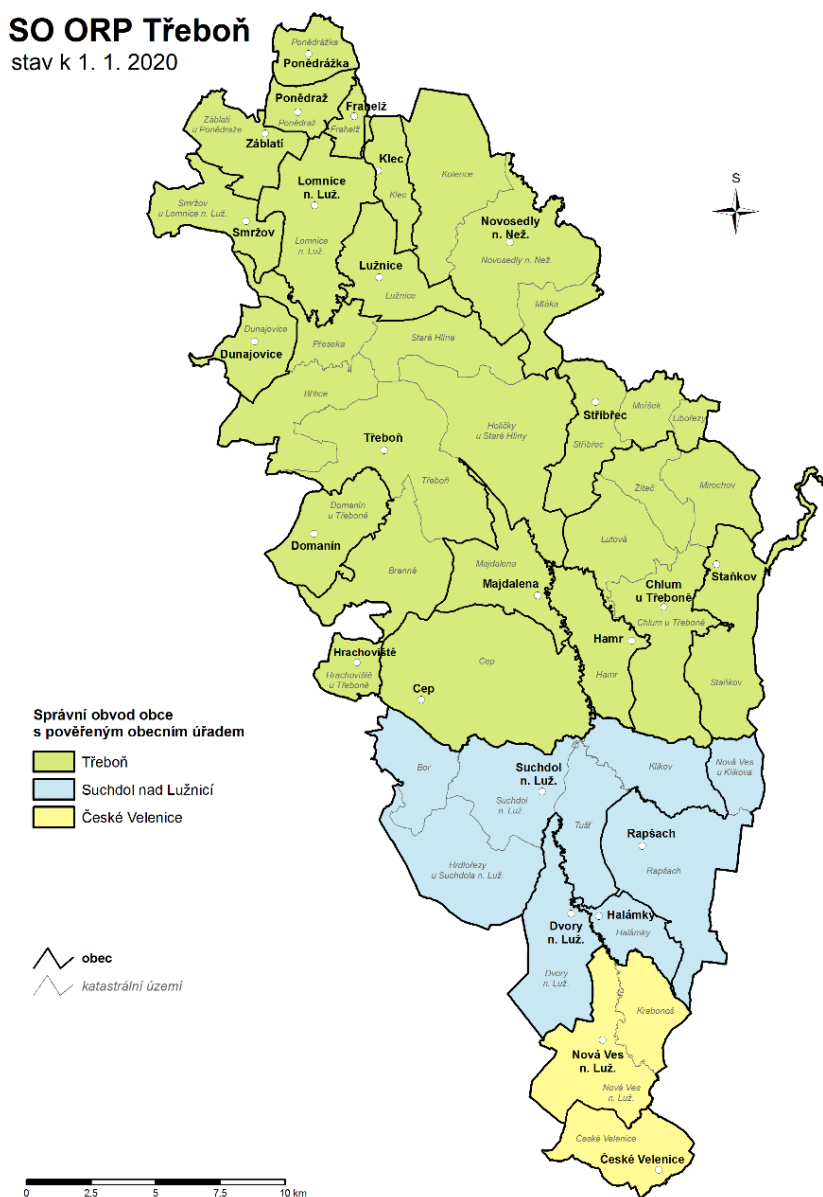 SO ORP Třeboň
stav k 1. 1. 2020
Ponědrážka
Ponědrážka
Ponědraž
Ponědraž
Frahelž
Frahelž
Záblatí
u Ponědraže
Záblatí
Klec
Klec
Kolence
Lomnice
n. Luž.
Lomnice
n. Luž.
Smržov
u Lomnice n. Luž.
Smržov
S
Novosedly
n. Než.
Novosedly n. Než.
Lužnice
Lužnice
Mláka
Dunajovice
Dunajovice
Přeseka
Stará Hlína
Břilice
Stříbřec
Stříbřec
Mníšek
Libořezy
Holičky
u Staré Hlíny
Třeboň
Třeboň
Žíteč
Mirochov
Lutová
Domanín
u Třeboně
Domanín
Branná
Majdalena
Majdalena
Staňkov
Chlum
u Třeboně
Chlum u Třeboně
Hamr
Hamr
Staňkov
Hrachoviště
Hrachoviště
u Třeboně
Cep
Cep
Správní obvod obce
s pověřeným obecním úřadem
Třeboň
Suchdol nad Lužnicí
České Velenice
Bor
Suchdol
n. Luž.
Suchdol
n. Luž.
Klikov
Nová Ves
u Klikova
Tušť
Rapšach
Rapšach
Hrdlořezy
u Suchdola n. Luž.
Halámky
Halámky
Dvory
n. Luž.
Dvory
n. Luž.
obec
katastrální území
Krabonoš
Nová Ves
n. Luž.
Nová Ves
n. Luž.
České Velenice
České Velenice
0 2.5 5 7.5 10 km